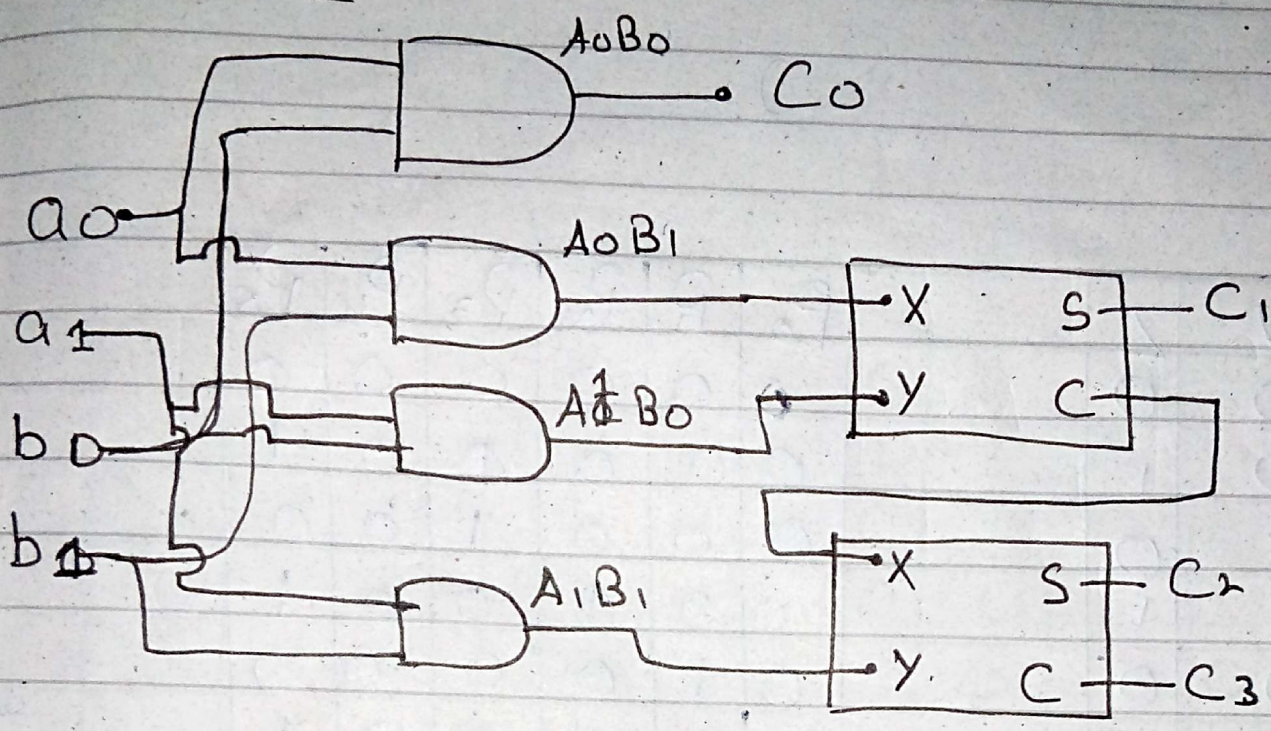 A0B0
C0
a0
A0B1
X S C1
a1
Y C
A1B0
b0
b1
X S C2
A1B1
Y. C C3